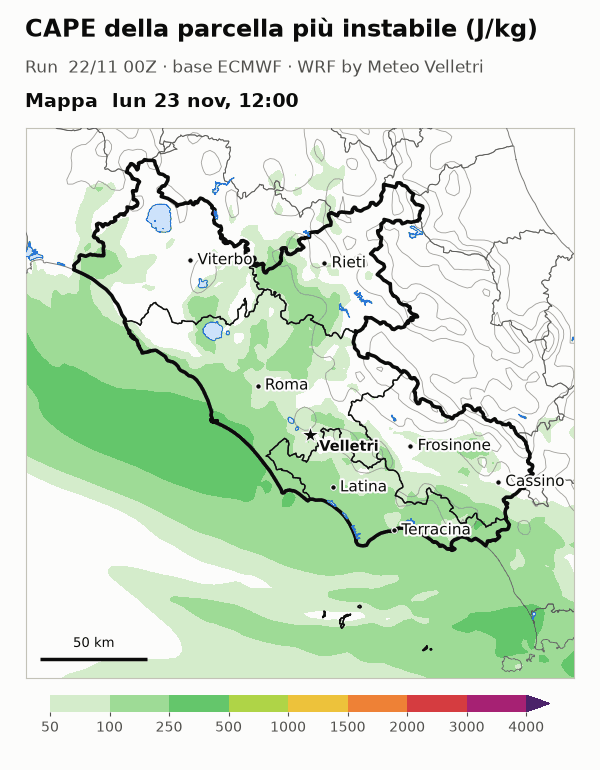 CAPE della parcella più instabile (J/kg)
Run  22/11 00Z · base ECMWF · WRF by Meteo Velletri
Mappa  lun 23 nov, 12:00
Viterbo
Rieti
Roma
Velletri
Frosinone
Cassino
Latina
Terracina
50 km
50 100 250 500 1000 1500 2000 3000 4000